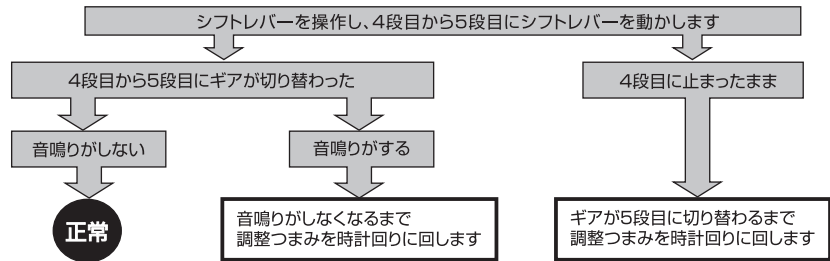 シフトレバーを操作し、4段目から5段目にシフトレバーを動かします
4段目から5段目にギアが切り替わった
4段目に止まったまま
音鳴りがしない
音鳴りがする
正常
音鳴りがしなくなるまで
調整つまみを時計回りに回します
ギアが5段目に切り替わるまで
調整つまみを時計回りに回します